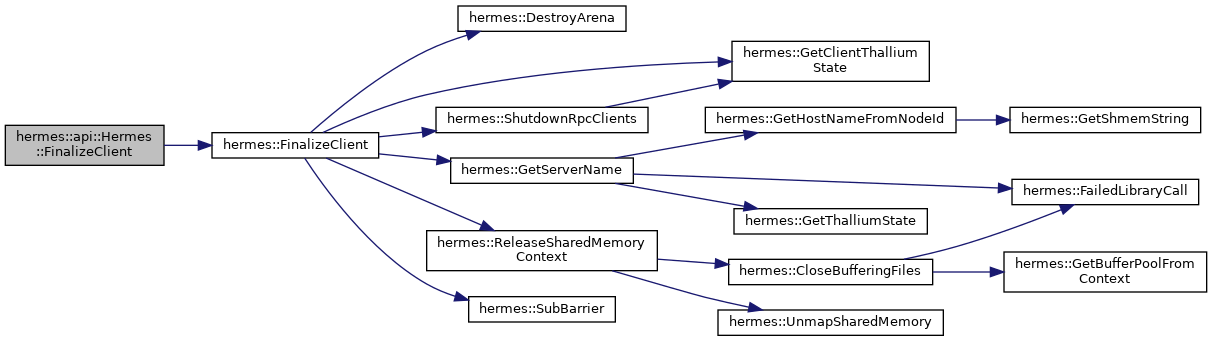 hermes::api::Hermes
::FinalizeClient
hermes::FinalizeClient
hermes::DestroyArena
hermes::GetClientThallium
State
hermes::ShutdownRpcClients
hermes::GetServerName
hermes::GetHostNameFromNodeId
hermes::GetShmemString
hermes::FailedLibraryCall
hermes::GetThalliumState
hermes::ReleaseSharedMemory
Context
hermes::CloseBufferingFiles
hermes::GetBufferPoolFrom
Context
hermes::SubBarrier
hermes::UnmapSharedMemory